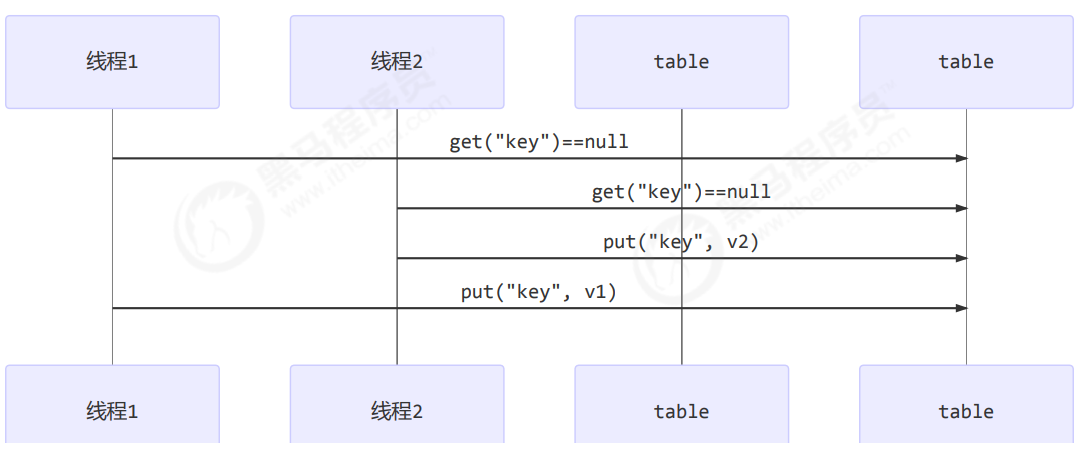 线程1
线程2
table
table
get("key")==null
get("key")==null
put("key", v2)
put("key", v1)
线程1
线程2
table
table
黑马程序员
www.itheima.com
黑马程序员
www.itheima.com